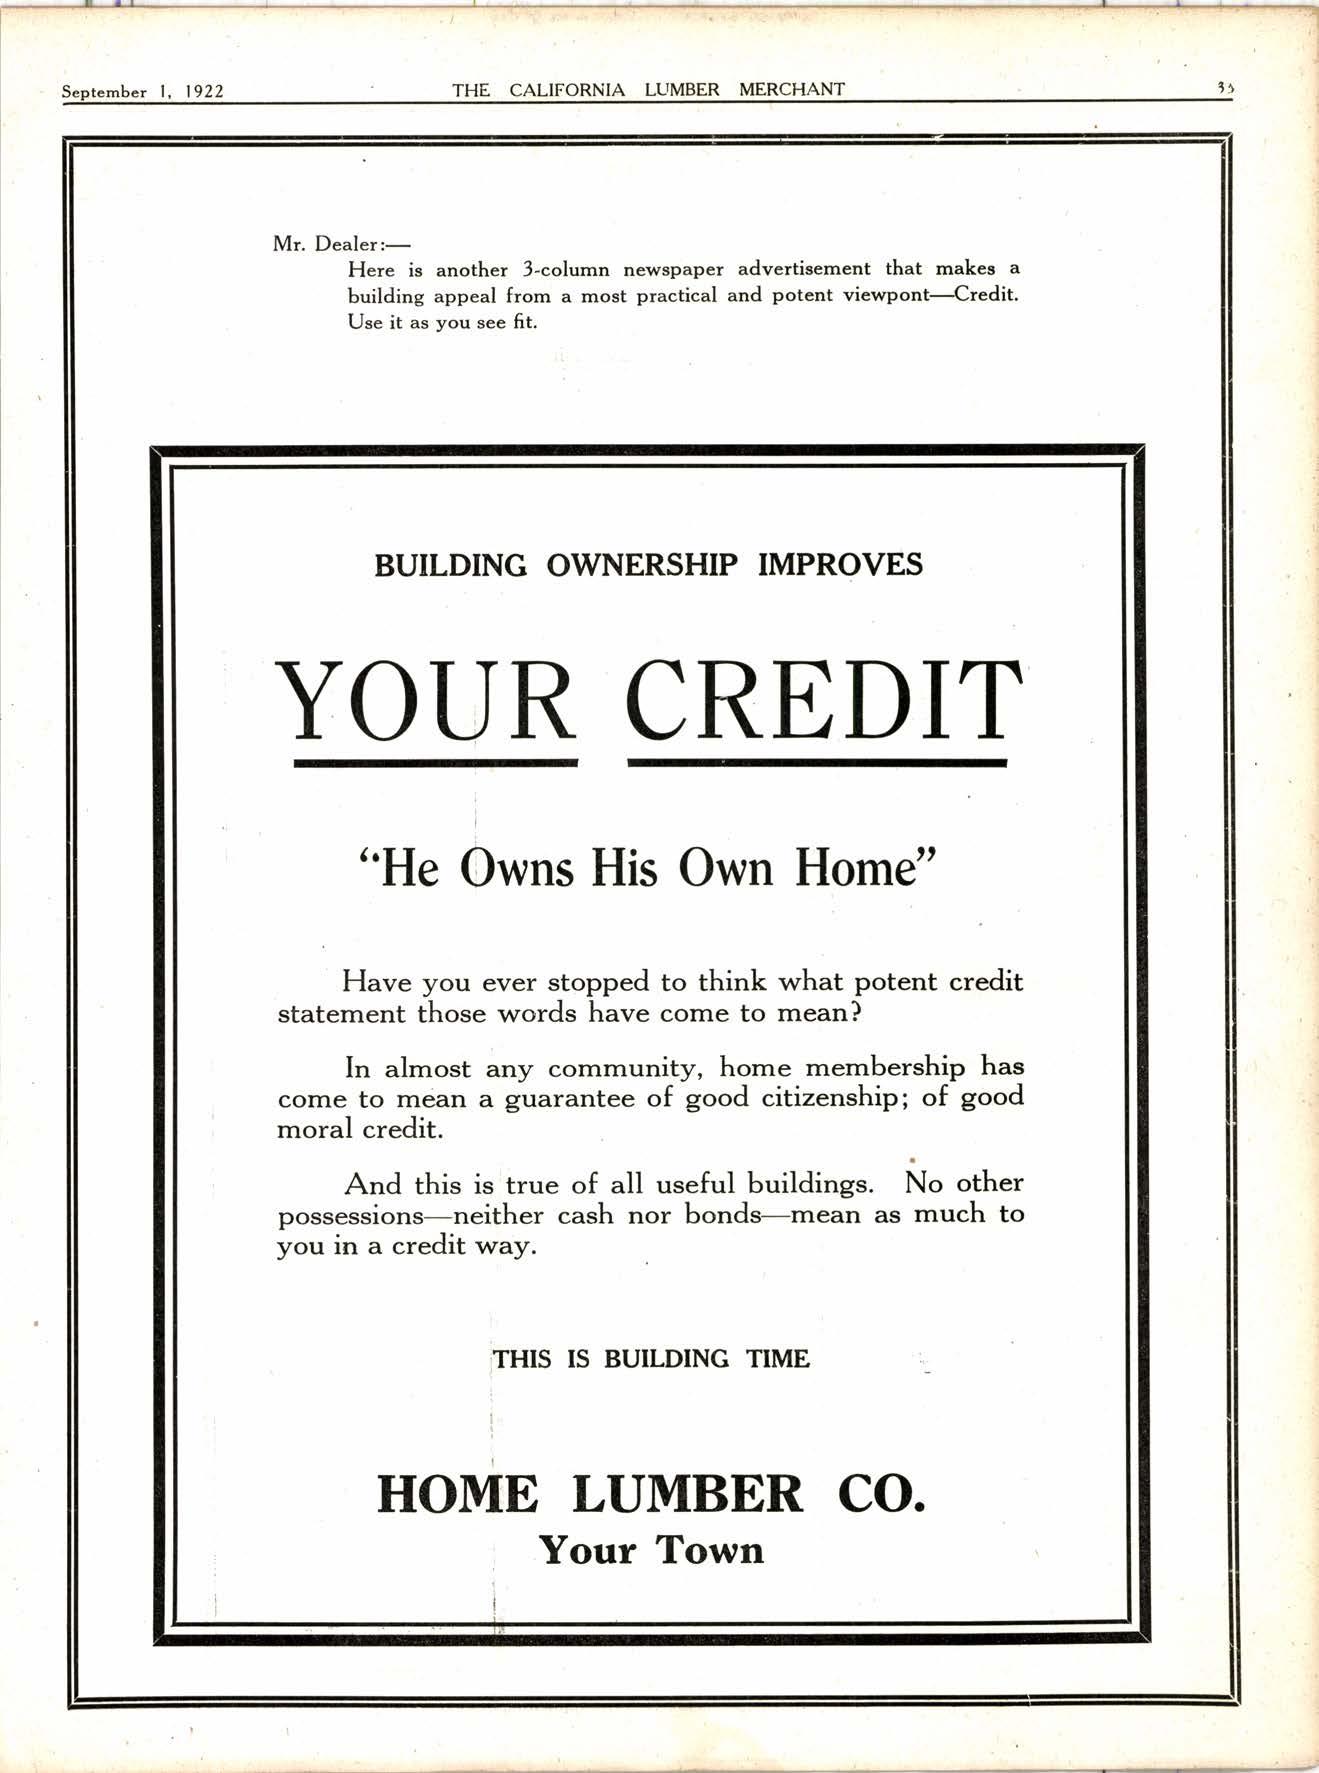 September 1, 1922 THE CALIFORNIA LUMBER MERCHANT
Mr. Dealer:—
Here is another 3-column newspaper advertisement that makes a
building appeal from a most practical and potent viewpont—Credit.
Use it as you see fit.
BUILDING OWNERSHIP IMPROVES
YOUR CREDIT
“He Owns His Own Home”
Have you ever stopped to think what potent credit
statement those words have come to mean?
In almost any community, home membership has
come to mean a guarantee of good citizenship; of good
moral credit.
And this is true of all useful buildings. No other
possessions—neither cash nor bonds—mean as much to
you in a credit way.
THIS IS BUILDING TIME
HOME LUMBER CO.
Your Town